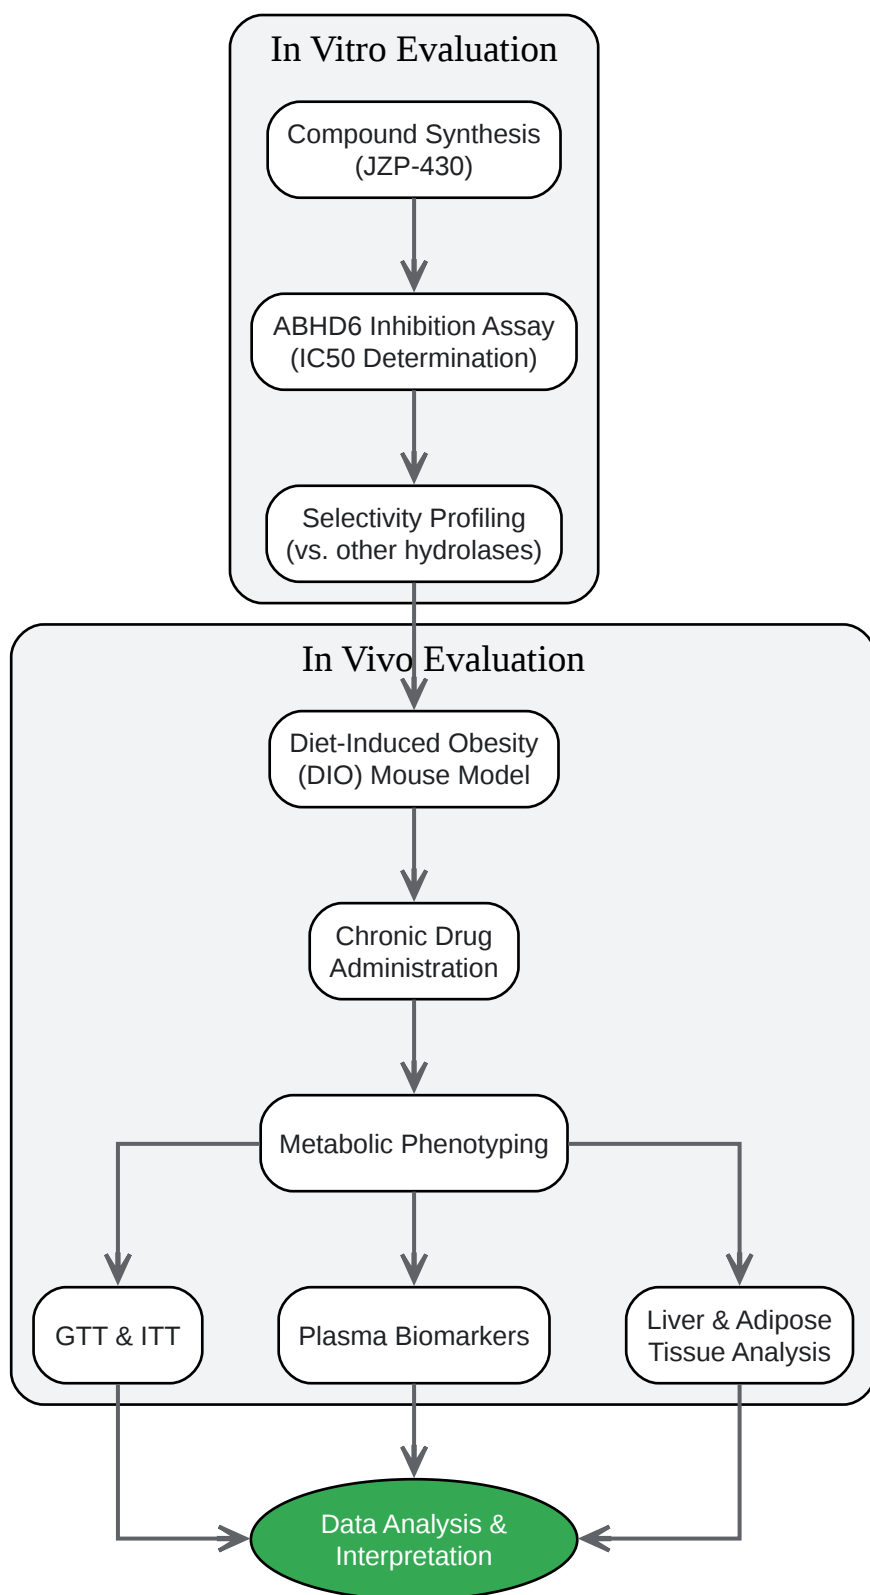 In Vitro Evaluation
Compound Synthesis
(JZP-430)
ABHD6 Inhibition Assay
(IC50 Determination)
Selectivity Profiling
(vs. other hydrolases)
In Vivo Evaluation
Diet-Induced Obesity
(DIO) Mouse Model
Chronic Drug
Administration
Metabolic Phenotyping
GTT & ITT
Plasma Biomarkers
Liver & Adipose
Tissue Analysis
Data Analysis &
Interpretation